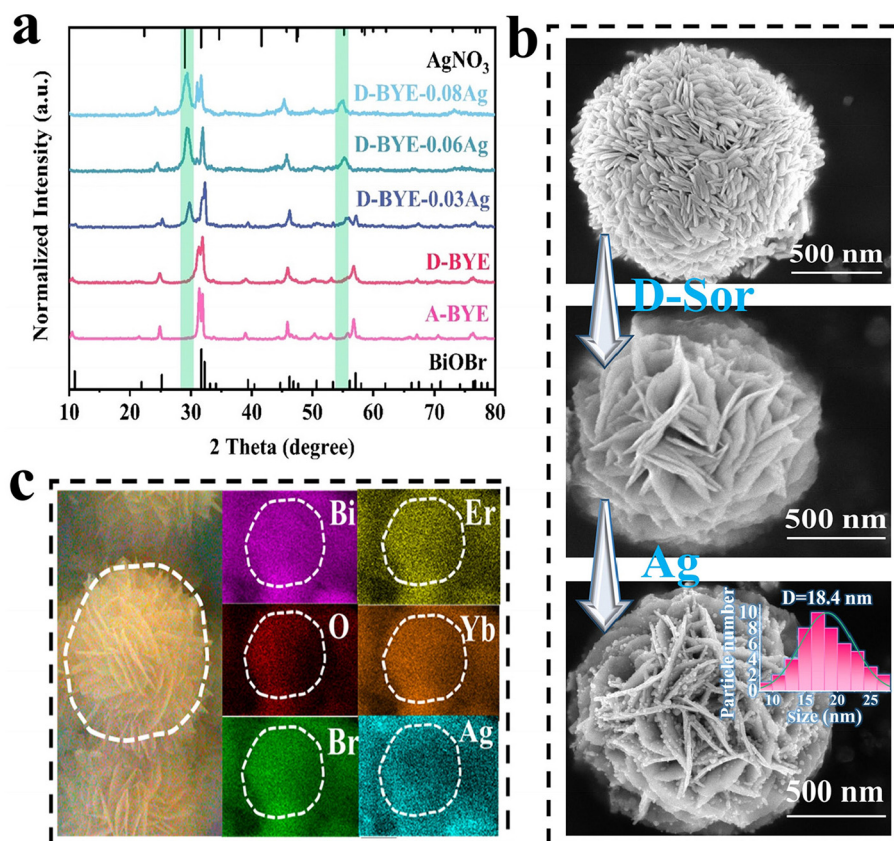 a
Normalized Intensity (a.u.)
AgNO3
D-BYE-0.08Ag
D-BYE-0.06Ag
D-BYE-0.03Ag
D-BYE
A-BYE
BiOBr
10 20 30 40 50 60 70 80
2 Theta (degree)
b
500 nm
D-Sor
500 nm
Ag
D=18.4 nm
Particle number
10
8
6
4
2
0
10 15 20 25
size (nm)
500 nm
c
Bi
Er
O
Yb
Br
Ag